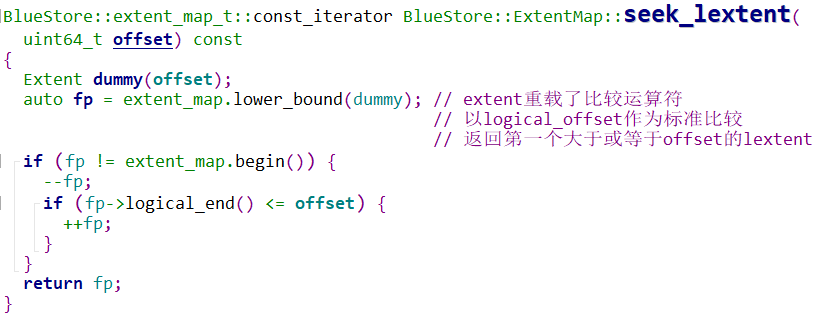 BlueStore::extent_map_t::const_iterator BlueStore::ExtentMap::seek_lextent(
  uint64_t offset) const
{
  Extent dummy(offset);
  auto fp = extent_map.lower_bound(dummy); // extent重载了比较运算符
                                           // 以logical_offset作为标准比较
                                           // 返回第一个大于或等于offset的lextent
  if (fp != extent_map.begin()) {
    --fp;
    if (fp->logical_end() <= offset) {
      ++fp;
    }
  }
  return fp;
}